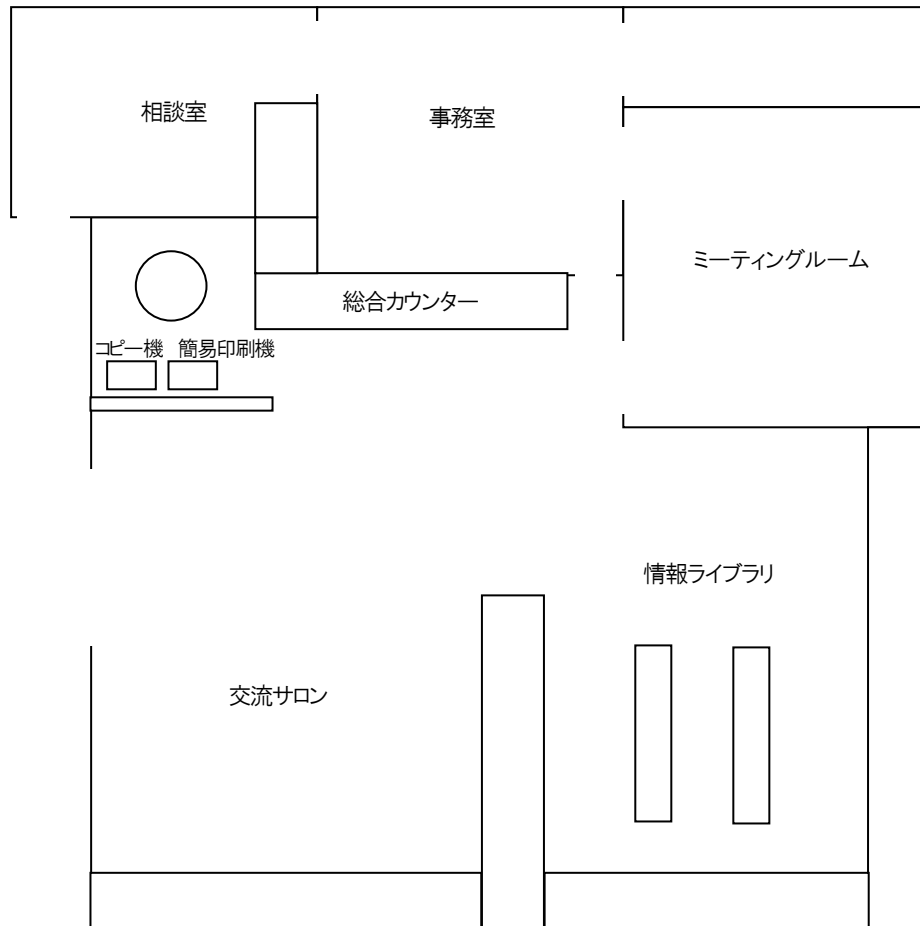 相談室
事務室
ミーティングルーム
総合カウンター
コピー機 簡易印刷機
情報ライブラリ
交流サロン